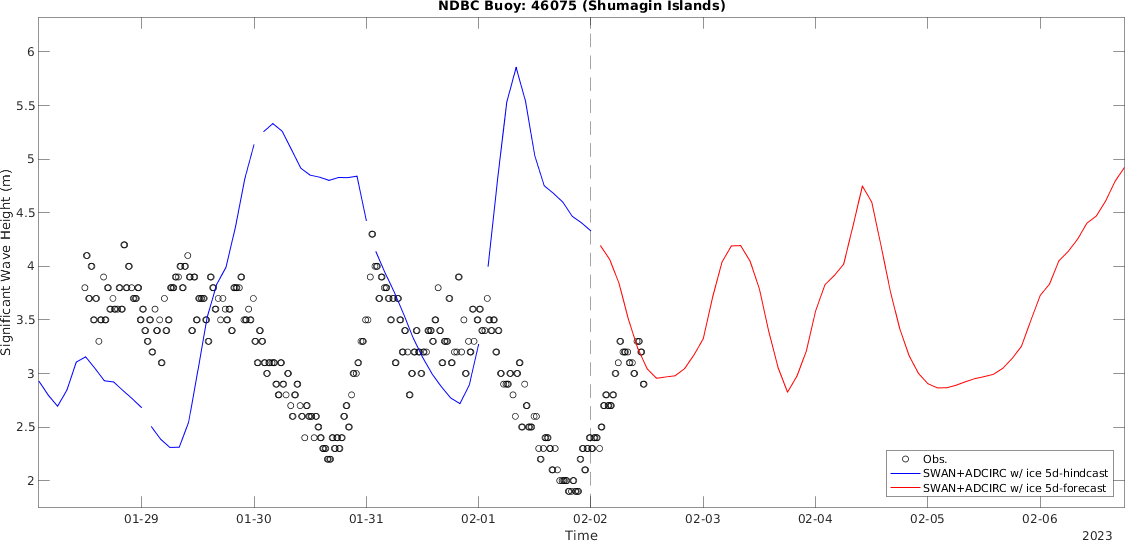 NDBC Buoy: 46075 (Shumagin Islands)
6
5.5
5
4.5
4
3.5
3
2.5
2
Significant Wave Height (m)
Obs.
SWAN+ADCIRC w/ ice 5d-hindcast
SWAN+ADCIRC w/ ice 5d-forecast
01-29 01-30 01-31 02-01 02-02 02-03 02-04 02-05 02-06
Time
2023